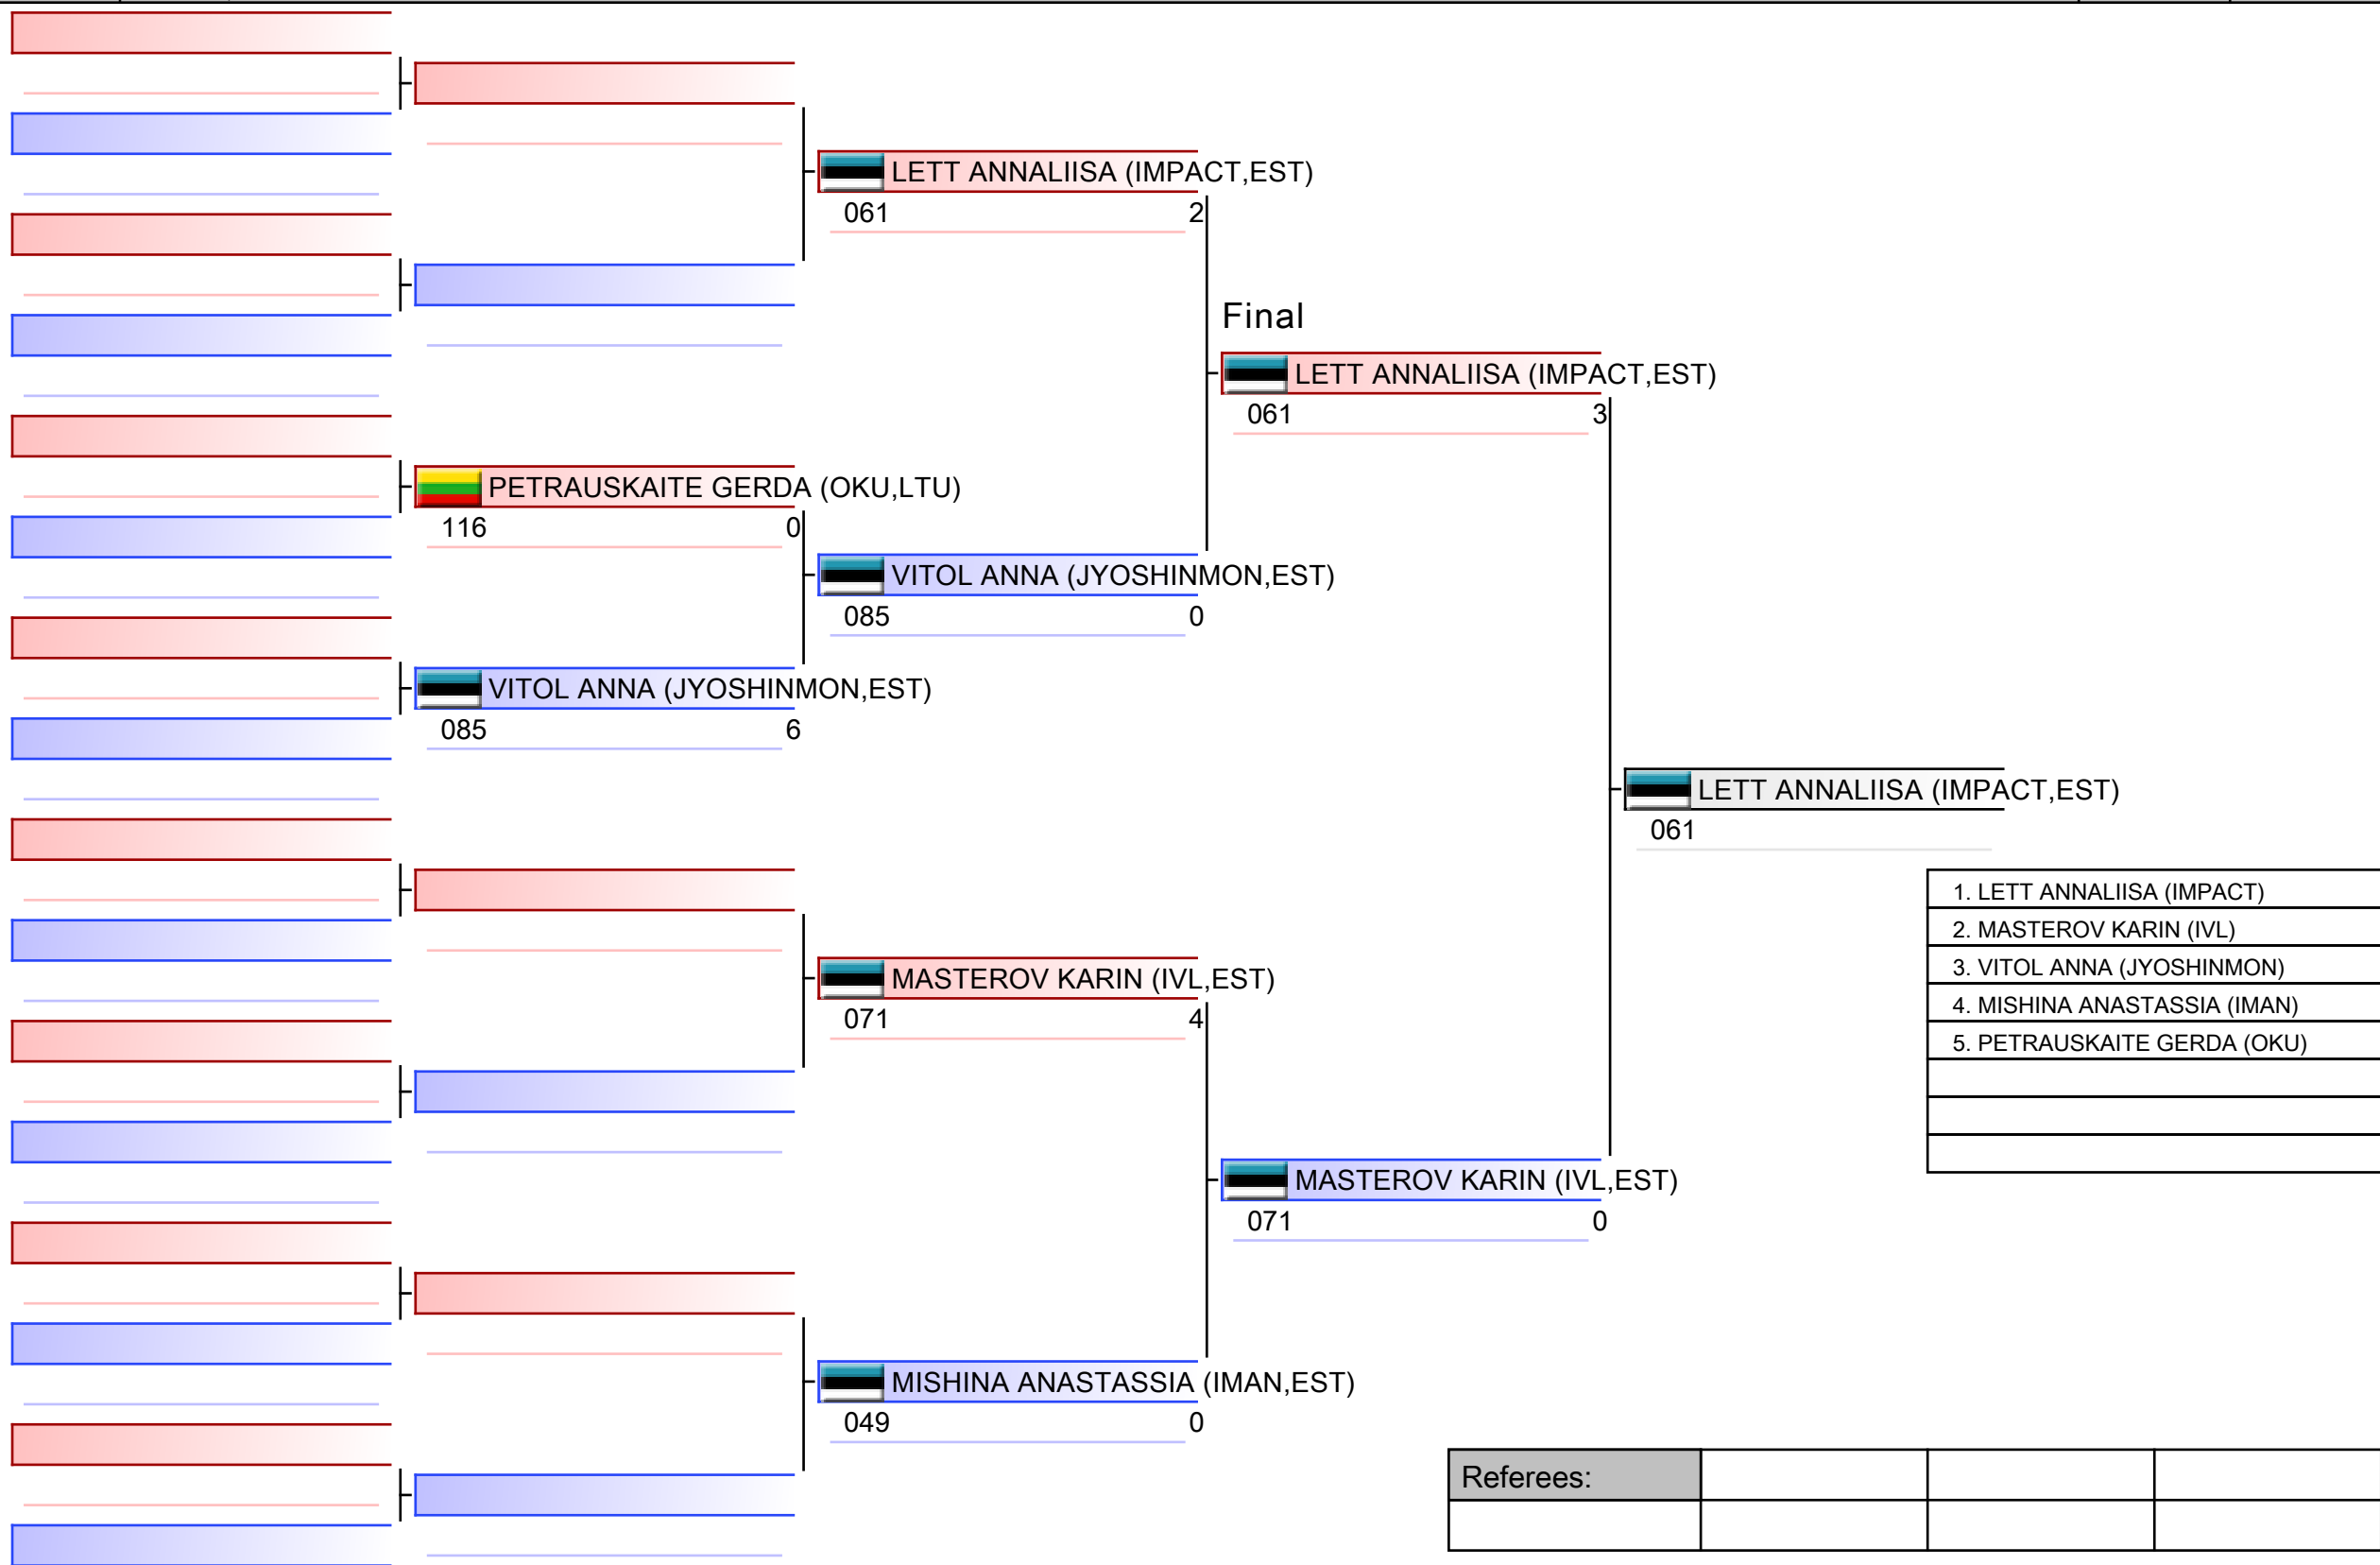 LETT ANNALIISA (IMPACT,EST)
061 2
Final
LETT ANNALIISA (IMPACT,EST)
061 3
PETRAUSKAITE GERDA (OKU,LTU)
116 0
VITOL ANNA (JYOSHINMON,EST)
085 0
VITOL ANNA (JYOSHINMON,EST)
085 6
LETT ANNALIISA (IMPACT,EST)
061
1. LETT ANNALIISA (IMPACT)
2. MASTEROV KARIN (IVL)
3. VITOL ANNA (JYOSHINMON)
4. MISHINA ANASTASSIA (IMAN)
5. PETRAUSKAITE GERDA (OKU)
MASTEROV KARIN (IVL,EST)
071 4
MASTEROV KARIN (IVL,EST)
071 0
MISHINA ANASTASSIA (IMAN,EST)
049 0
Referees: